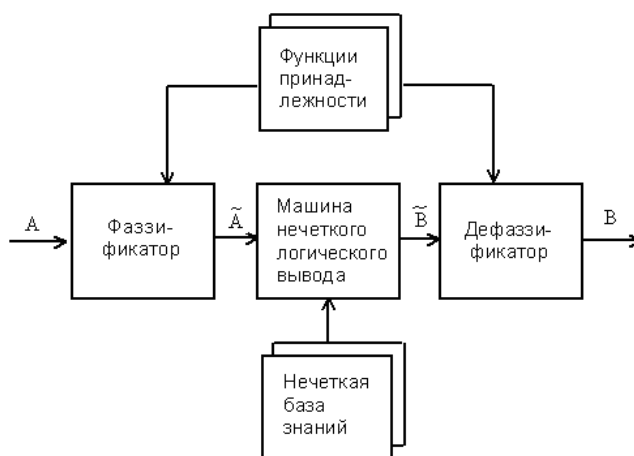 Функции
принад-
лежности
A
Фаззи-
фикатор
Ã
Машина
нечеткого
логического
вывода
B̃
Дефаззи-
фикатор
B
Нечеткая
база
знаний